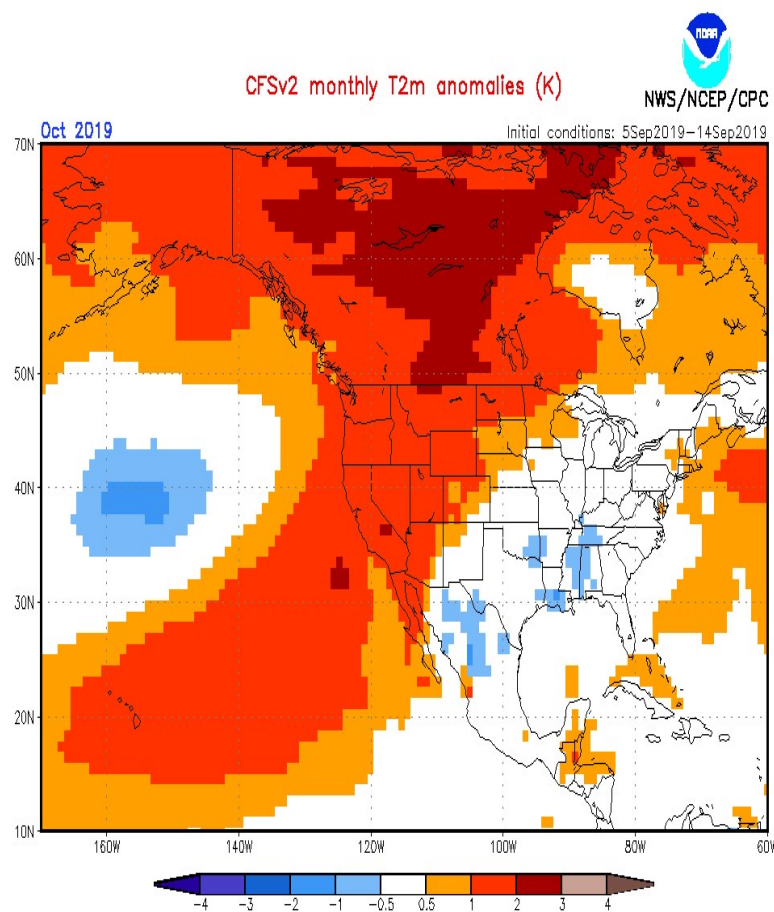 NOAA
CFSv2 monthly T2m anomalies (K)
NWS/NCEP/CPC
Oct 2019
Initial conditions: 5Sep2019-14Sep2019
70N
60N
50N
40N
30N
20N
10N
160W 140W 120W 100W 80W 60W
-4 -3 -2 -1 -0.5 0.5 1 2 3 4